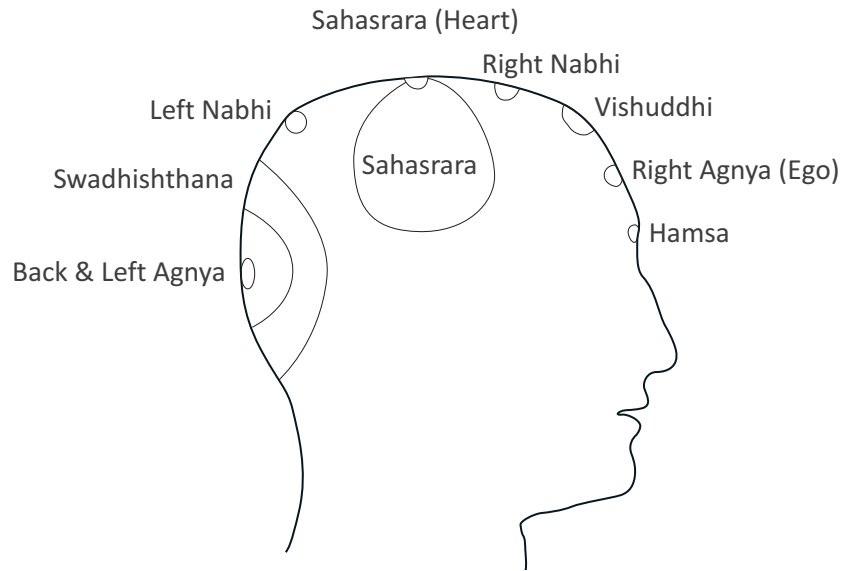 Sahasrara (Heart)
Right Nabhi
Left Nabhi
Vishuddhi
Sahasrara
Right Agnya (Ego)
Swadhishthana
Hamsa
Back & Left Agnya